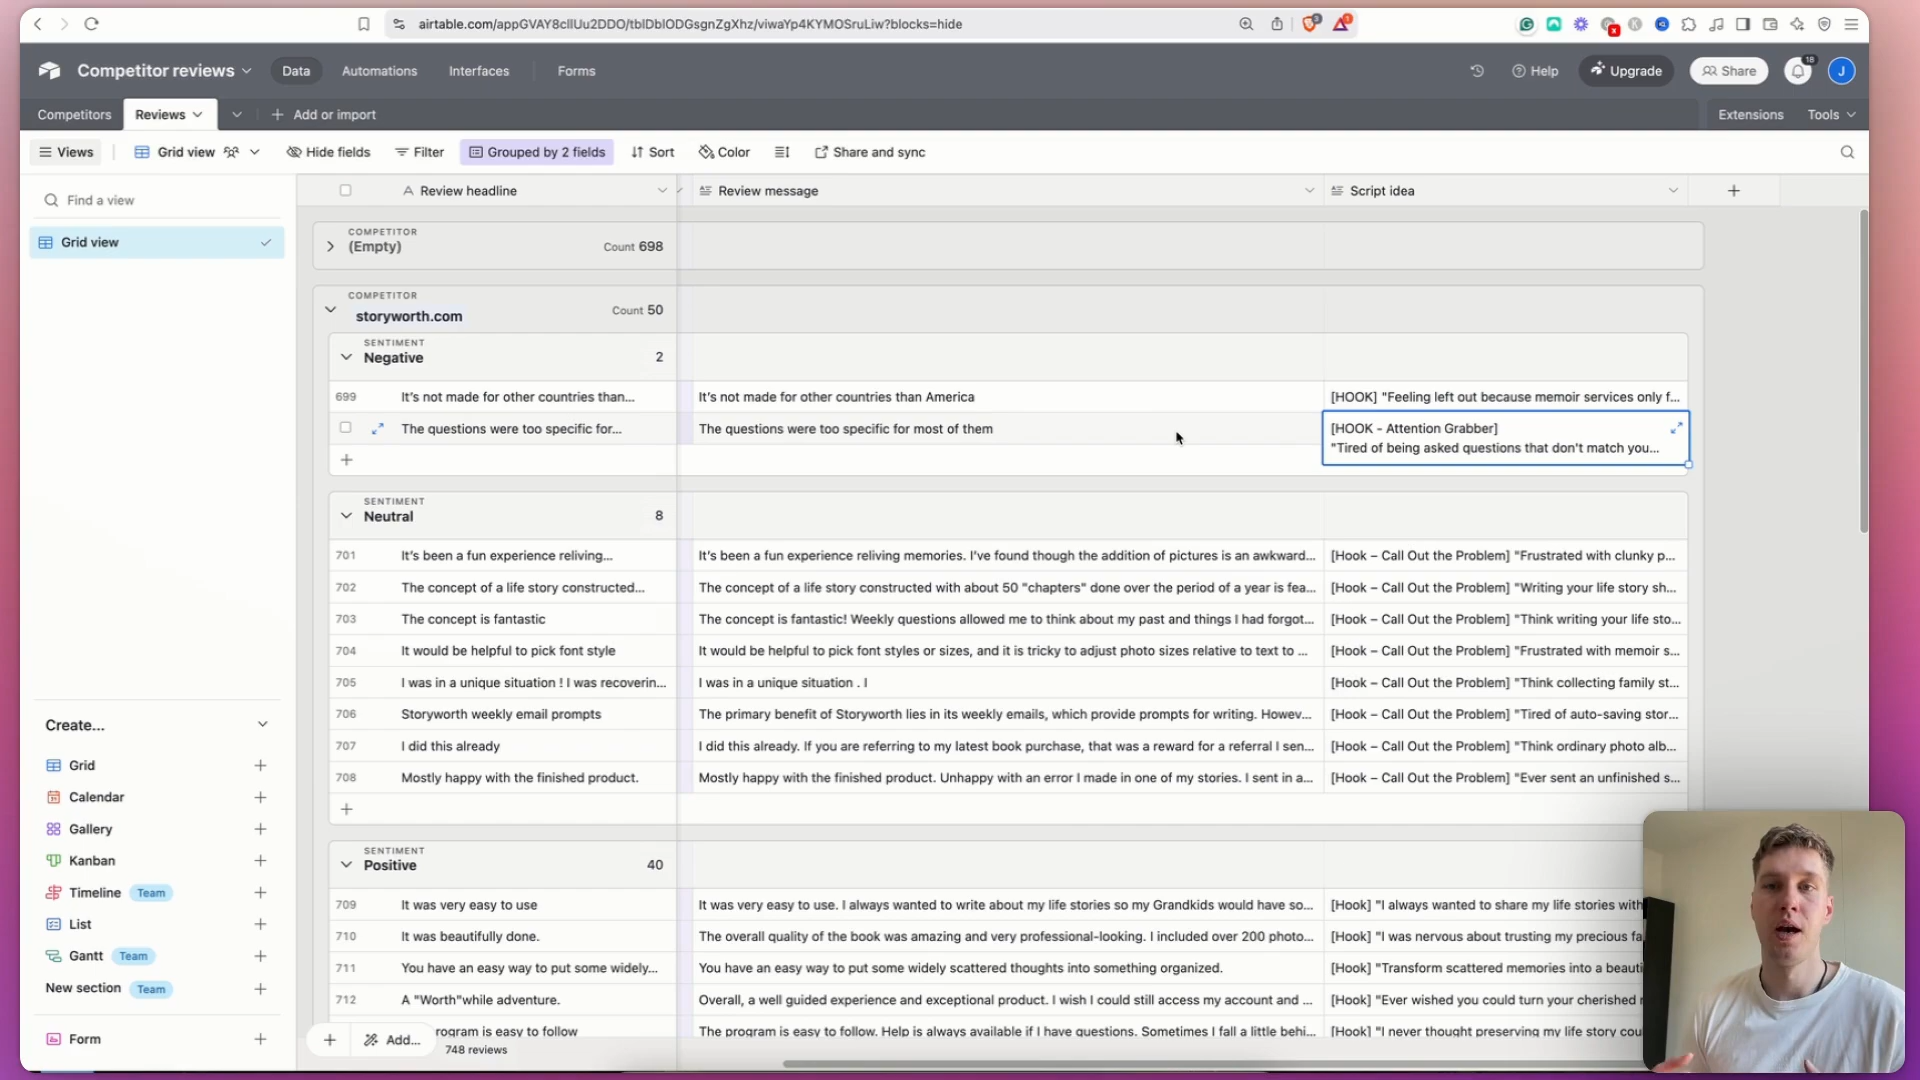 airtable.com/appGVAY8cIlUu2DDO/tblDblODGsgnZgXhz/viwaYp4KYMOSruLiw?blocks=hide
Competitor reviews
Data
Automations
Interfaces
Forms
Help
Upgrade
Share
18
J
Competitors
Reviews
Add or import
Extensions
Tools
Views
Grid view
Hide fields
Filter
Grouped by 2 fields
Sort
Color
Share and sync
Find a view
Grid view
Review headline
Review message
Script idea
COMPETITOR
(Empty)
Count 698
COMPETITOR
storyworth.com
Count 50
SENTIMENT
Negative
2
699 It's not made for other countries than... It's not made for other countries than America [HOOK] "Feeling left out because memoir services only f...
The questions were too specific for... The questions were too specific for most of them [HOOK - Attention Grabber]
"Tired of being asked questions that don't match you...
SENTIMENT
Neutral
8
701 It's been a fun experience reliving... It's been a fun experience reliving memories. I've found though the addition of pictures is an awkward... [Hook – Call Out the Problem] "Frustrated with clunky p...
702 The concept of a life story constructed... The concept of a life story constructed with about 50 "chapters" done over the period of a year is fea... [Hook – Call Out the Problem] "Writing your life story sh...
703 The concept is fantastic The concept is fantastic! Weekly questions allowed me to think about my past and things I had forgot... [Hook – Call Out the Problem] "Think writing your life sto...
704 It would be helpful to pick font style It would be helpful to pick font styles or sizes, and it is tricky to adjust photo sizes relative to text to ... [Hook – Call Out the Problem] "Frustrated with memoir s...
705 I was in a unique situation ! I was recoverin... I was in a unique situation . I [Hook – Call Out the Problem] "Think collecting family st...
706 Storyworth weekly email prompts The primary benefit of Storyworth lies in its weekly emails, which provide prompts for writing. Howev... [Hook – Call Out the Problem] "Tired of auto-saving stor...
707 I did this already I did this already. If you are referring to my latest book purchase, that was a reward for a referral I sen... [Hook – Call Out the Problem] "Think ordinary photo alb...
708 Mostly happy with the finished product. Mostly happy with the finished product. Unhappy with an error I made in one of my stories. I sent in a... [Hook – Call Out the Problem] "Ever sent an unfinished s...
SENTIMENT
Positive
40
709 It was very easy to use It was very easy to use. I always wanted to write about my life stories so my Grandkids would have so... [Hook] "I always wanted to share my life stories with
710 It was beautifully done. The overall quality of the book was amazing and very professional-looking. I included over 200 photo... [Hook] "I was nervous about trusting my precious fa
711 You have an easy way to put some widely... You have an easy way to put some widely scattered thoughts into something organized. [Hook] "Transform scattered memories into a beauti
712 A "Worth"while adventure. Overall, a well guided experience and exceptional product. I wish I could still access my account and ... [Hook] "Ever wished you could turn your cherished
rogram is easy to follow The program is easy to follow. Help is always available if I have questions. Sometimes I fall a little behi... [Hook] "I never thought preserving my life story cou
Add...
748 reviews
Create...
Grid
Calendar
Gallery
Kanban
Timeline Team
List
Gantt Team
New section Team
Form